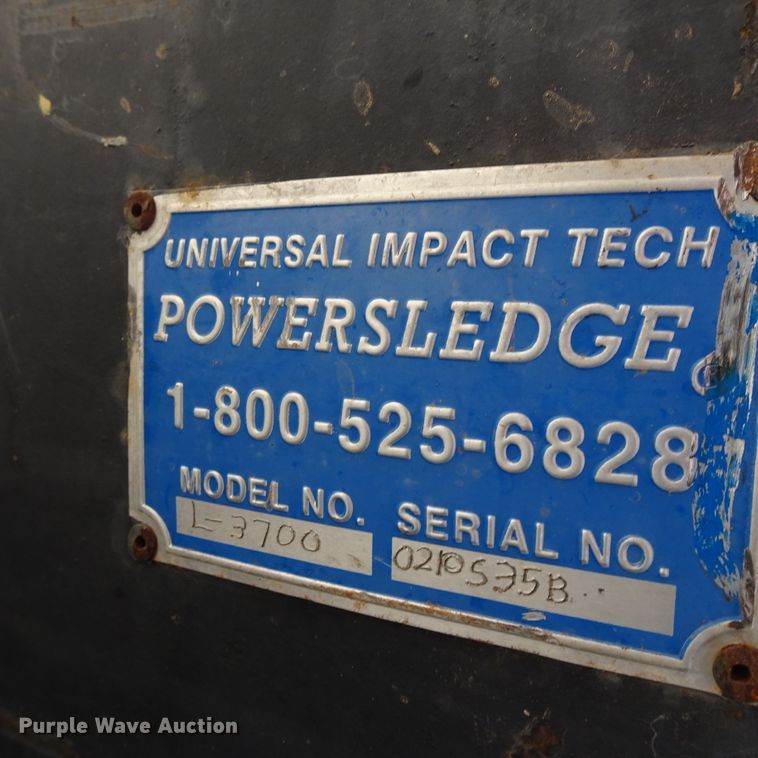 UNIVERSAL IMPACT TECH
POWERSLEDGE®
1-800-525-6828
MODEL NO. SERIAL NO.
L-3700 0210535B
Purple Wave Auction